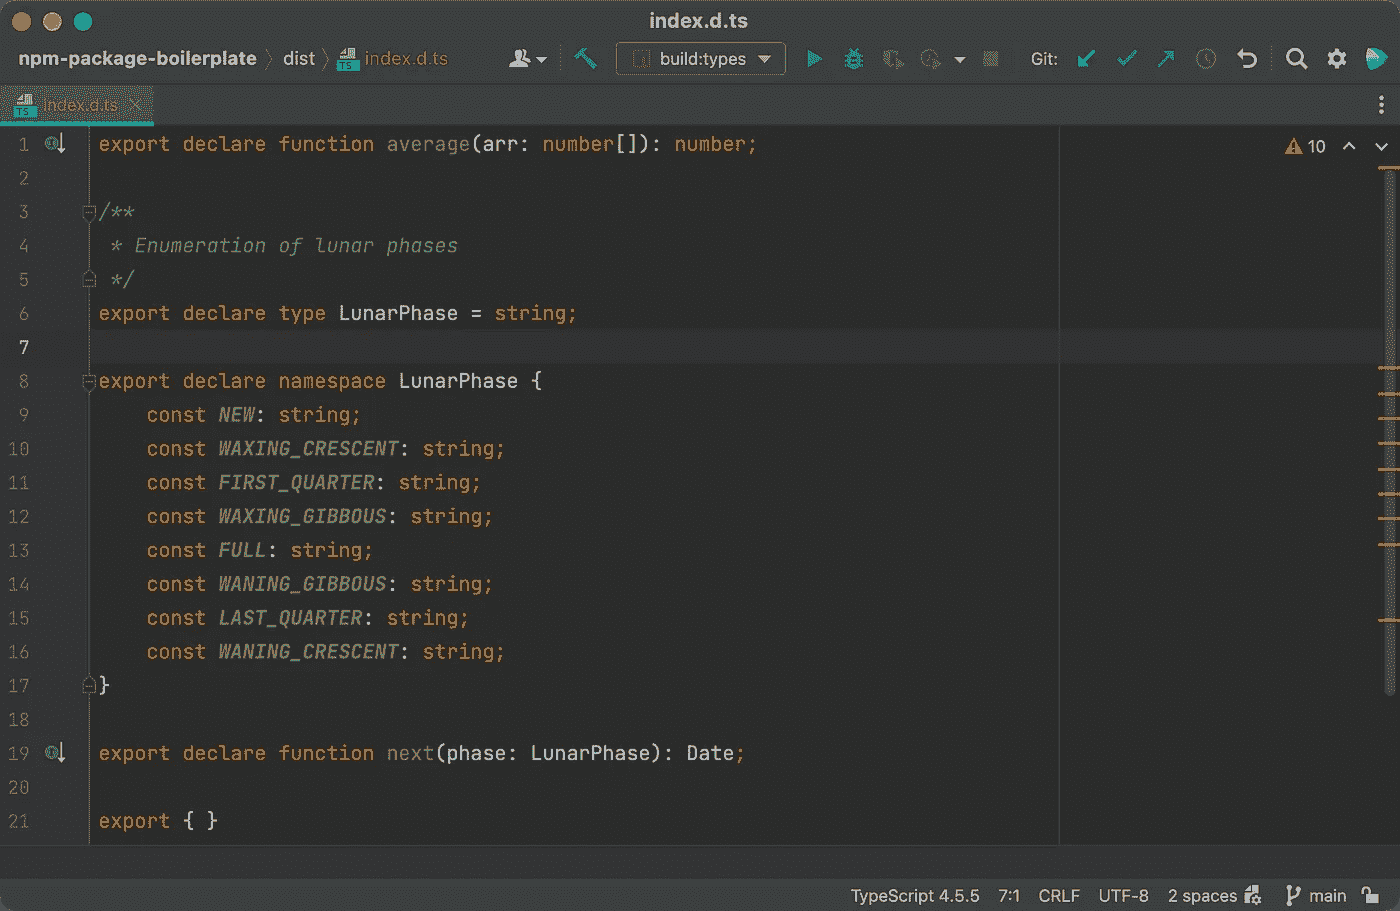 index.d.ts
npm-package-boilerplate dist index.d.ts build:types Git:
index.d.ts
10
1 export declare function average(arr: number[]): number;
2
3 /**
4  * Enumeration of lunar phases
5  */
6 export declare type LunarPhase = string;
7
8 export declare namespace LunarPhase {
9     const NEW: string;
10     const WAXING_CRESCENT: string;
11     const FIRST_QUARTER: string;
12     const WAXING_GIBBOUS: string;
13     const FULL: string;
14     const WANING_GIBBOUS: string;
15     const LAST_QUARTER: string;
16     const WANING_CRESCENT: string;
17 }
18
19 export declare function next(phase: LunarPhase): Date;
20
21 export { }
TypeScript 4.5.5 7:1 CRLF UTF-8 2 spaces main